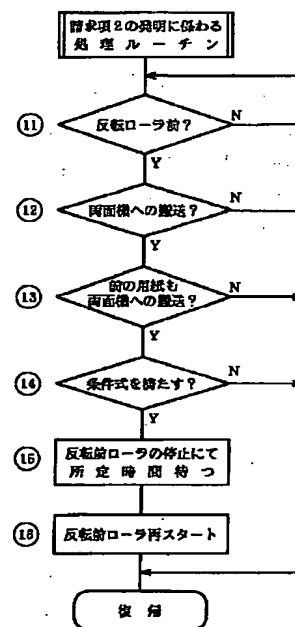 請求項2の発明に係わる
処理ルーチン
⑪ 反転ローラ前? N
Y
⑫ 両面機への搬送? N
Y
⑬ 前の用紙も
両面機への搬送? N
Y
⑭ 条件式を満たす? N
Y
⑮ 反転前ローラの停止にて
所定時間待つ
⑯ 反転前ローラ再スタート
復帰